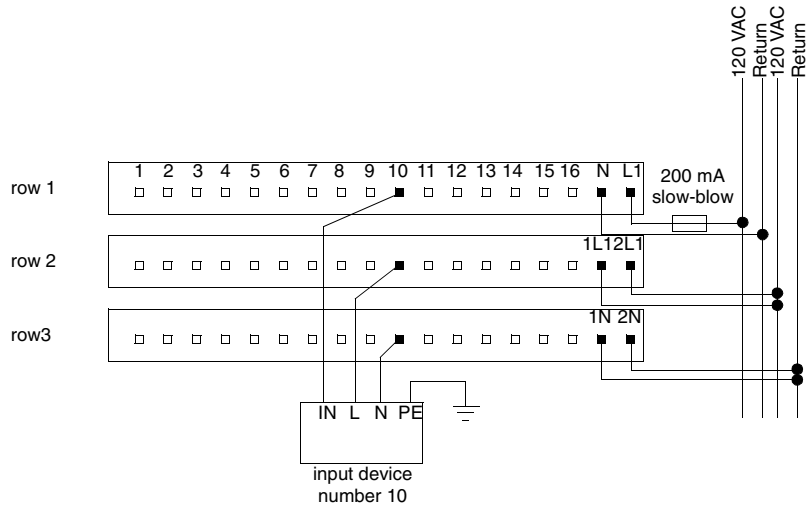 120 VAC
Return
120 VAC
Return
1 2 3 4 5 6 7 8 9 10 11 12 13 14 15 16 N L1
row 1
200 mA
slow-blow
1L12L1
row 2
1N 2N
row3
IN L N PE
input device
number 10